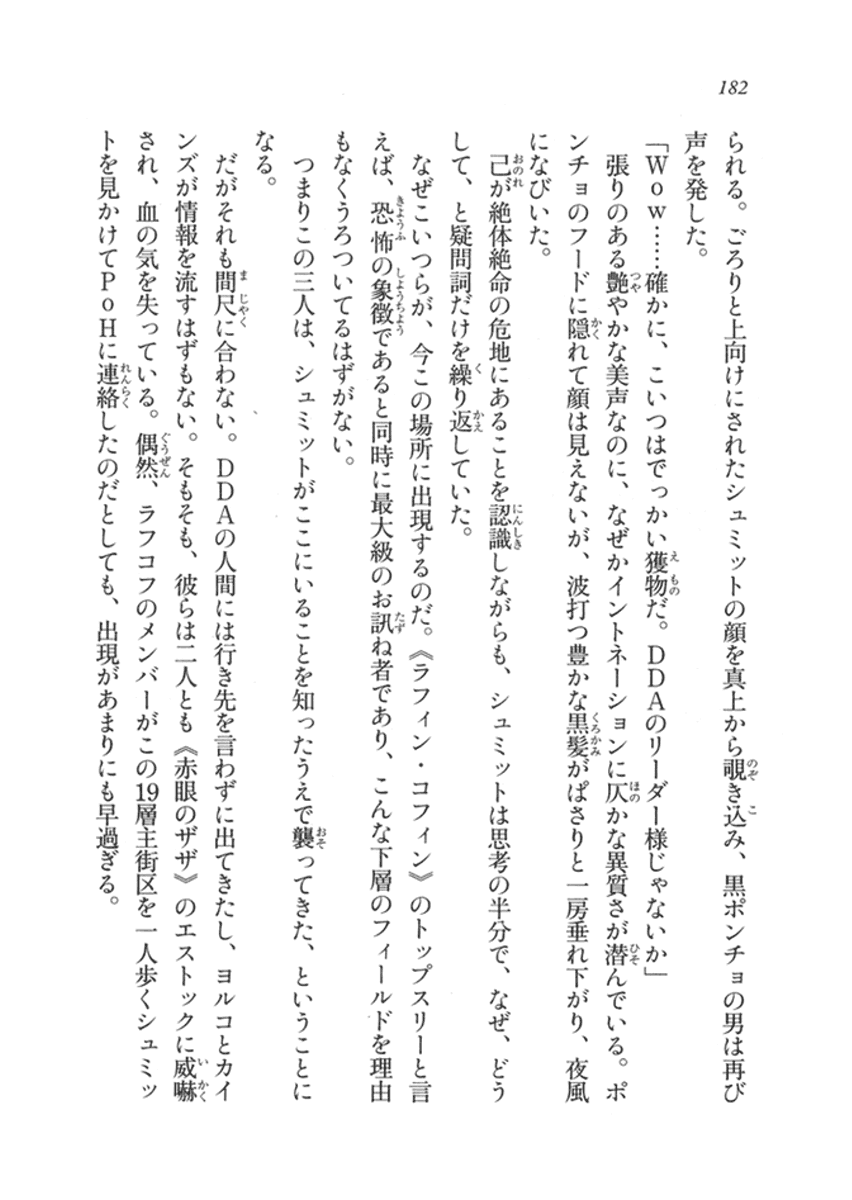 182
られる。ごろりと上向けにされたシュミットの顔を真上から覗き込み、黒ポンチョの男は再び
声を発した。
「Wow……確かに、こいつはでっかい獲物だ。DDAのリーダー様じゃないか」
張りのある艶やかな美声なのに、なぜかイントネーションに仄かな異質さが潜んでいる。ポ
ンチョのフードに隠れて顔は見えないが、波打つ豊かな黒髪がぱさりと一房垂れ下がり、夜風
になびいた。
己が絶体絶命の危地にあることを認識しながらも、シュミットは思考の半分で、なぜ、どう
して、と疑問詞だけを繰り返していた。
なぜこいつらが、今この場所に出現するのだ。《ラフィン・コフィン》のトップスリーと言
えば、恐怖の象徴であると同時に最大級のお訊ね者であり、こんな下層のフィールドを理由
もなくうろついてるはずがない。
つまりこの三人は、シュミットがここにいることを知ったうえで襲ってきた、ということに
なる。
だがそれも間尺に合わない。DDAの人間には行き先を言わずに出てきたし、ヨルコとカイ
ンズが情報を流すはずもない。そもそも、彼らは二人とも《赤眼のザザ》のエストックに威嚇
され、血の気を失っている。偶然、ラフコフのメンバーがこの19層主街区を一人歩くシュミッ
トを見かけてPoHに連絡したのだとしても、出現があまりにも早過ぎる。